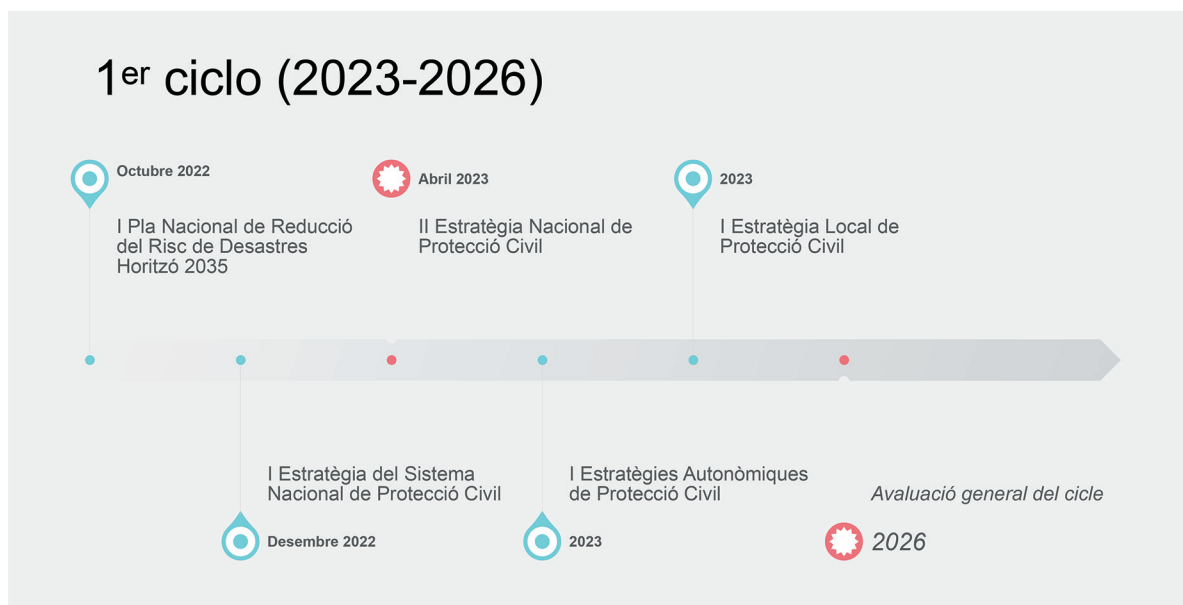 1er ciclo (2023-2026)
Octubre 2022
I Pla Nacional de Reducció
del Risc de Desastres
Horitzó 2035
Abril 2023
II Estratègia Nacional de
Protecció Civil
2023
I Estratègia Local de
Protecció Civil
I Estratègia del Sistema
Nacional de Protecció Civil
Desembre 2022
I Estratègies Autonòmiques
de Protecció Civil
2023
Avaluació general del cicle
2026